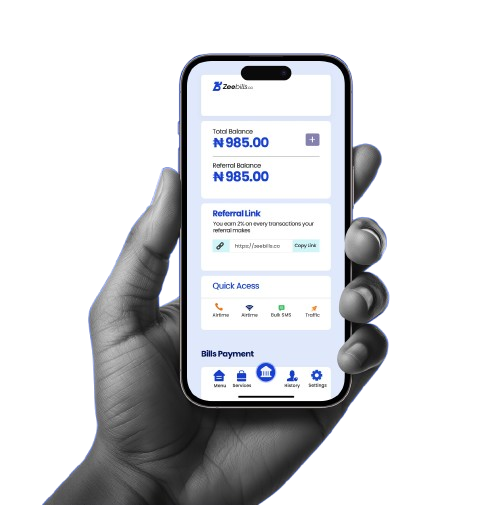 Zeebills.co
Total Balance
₦ 985.00
+
Referral Balance
₦ 985.00
Referral Link
You earn 2% on every transactions your
referral makes
https://zeebills.co
Copy Link
Quick Acess
Airtime Airtime Bulk SMS Traffic
Bills Payment
Menu Services History Settings